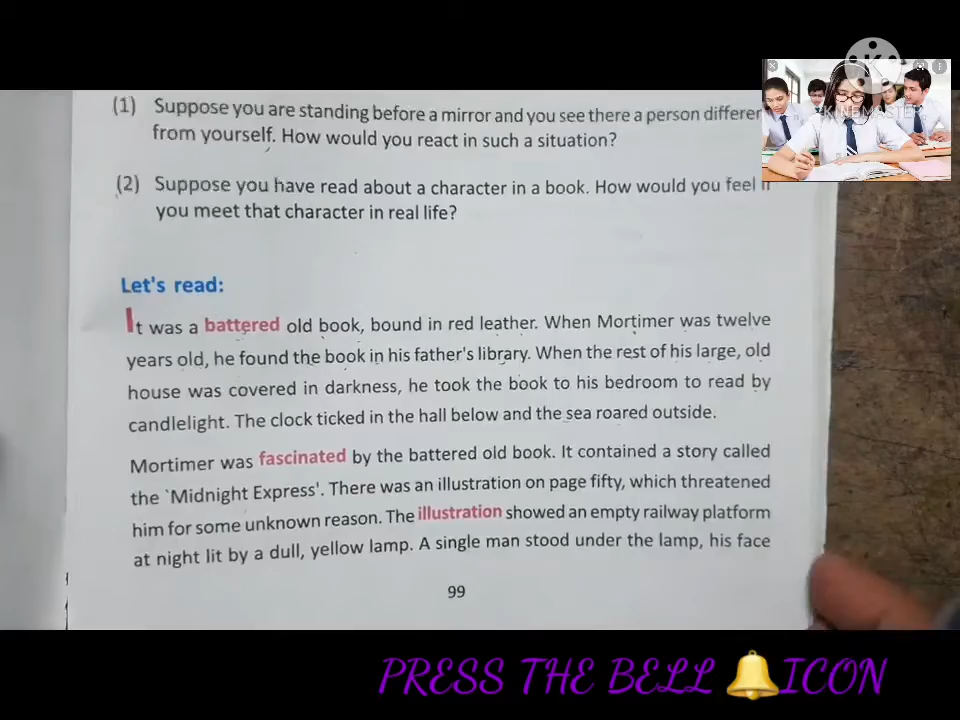 (1) Suppose you are standing before a mirror and you see there a person differen
from yourself. How would you react in such a situation?
(2) Suppose you have read about a character in a book. How would you feel if
you meet that character in real life?
Let's read:
It was a battered old book, bound in red leather. When Mortimer was twelve
years old, he found the book in his father's library. When the rest of his large, old
house was covered in darkness, he took the book to his bedroom to read by
candlelight. The clock ticked in the hall below and the sea roared outside.
Mortimer was fascinated by the battered old book. It contained a story called
the `Midnight Express'. There was an illustration on page fifty, which threatened
him for some unknown reason. The illustration showed an empty railway platform
at night lit by a dull, yellow lamp. A single man stood under the lamp, his face
99
PRESS THE BELL 🔔ICON